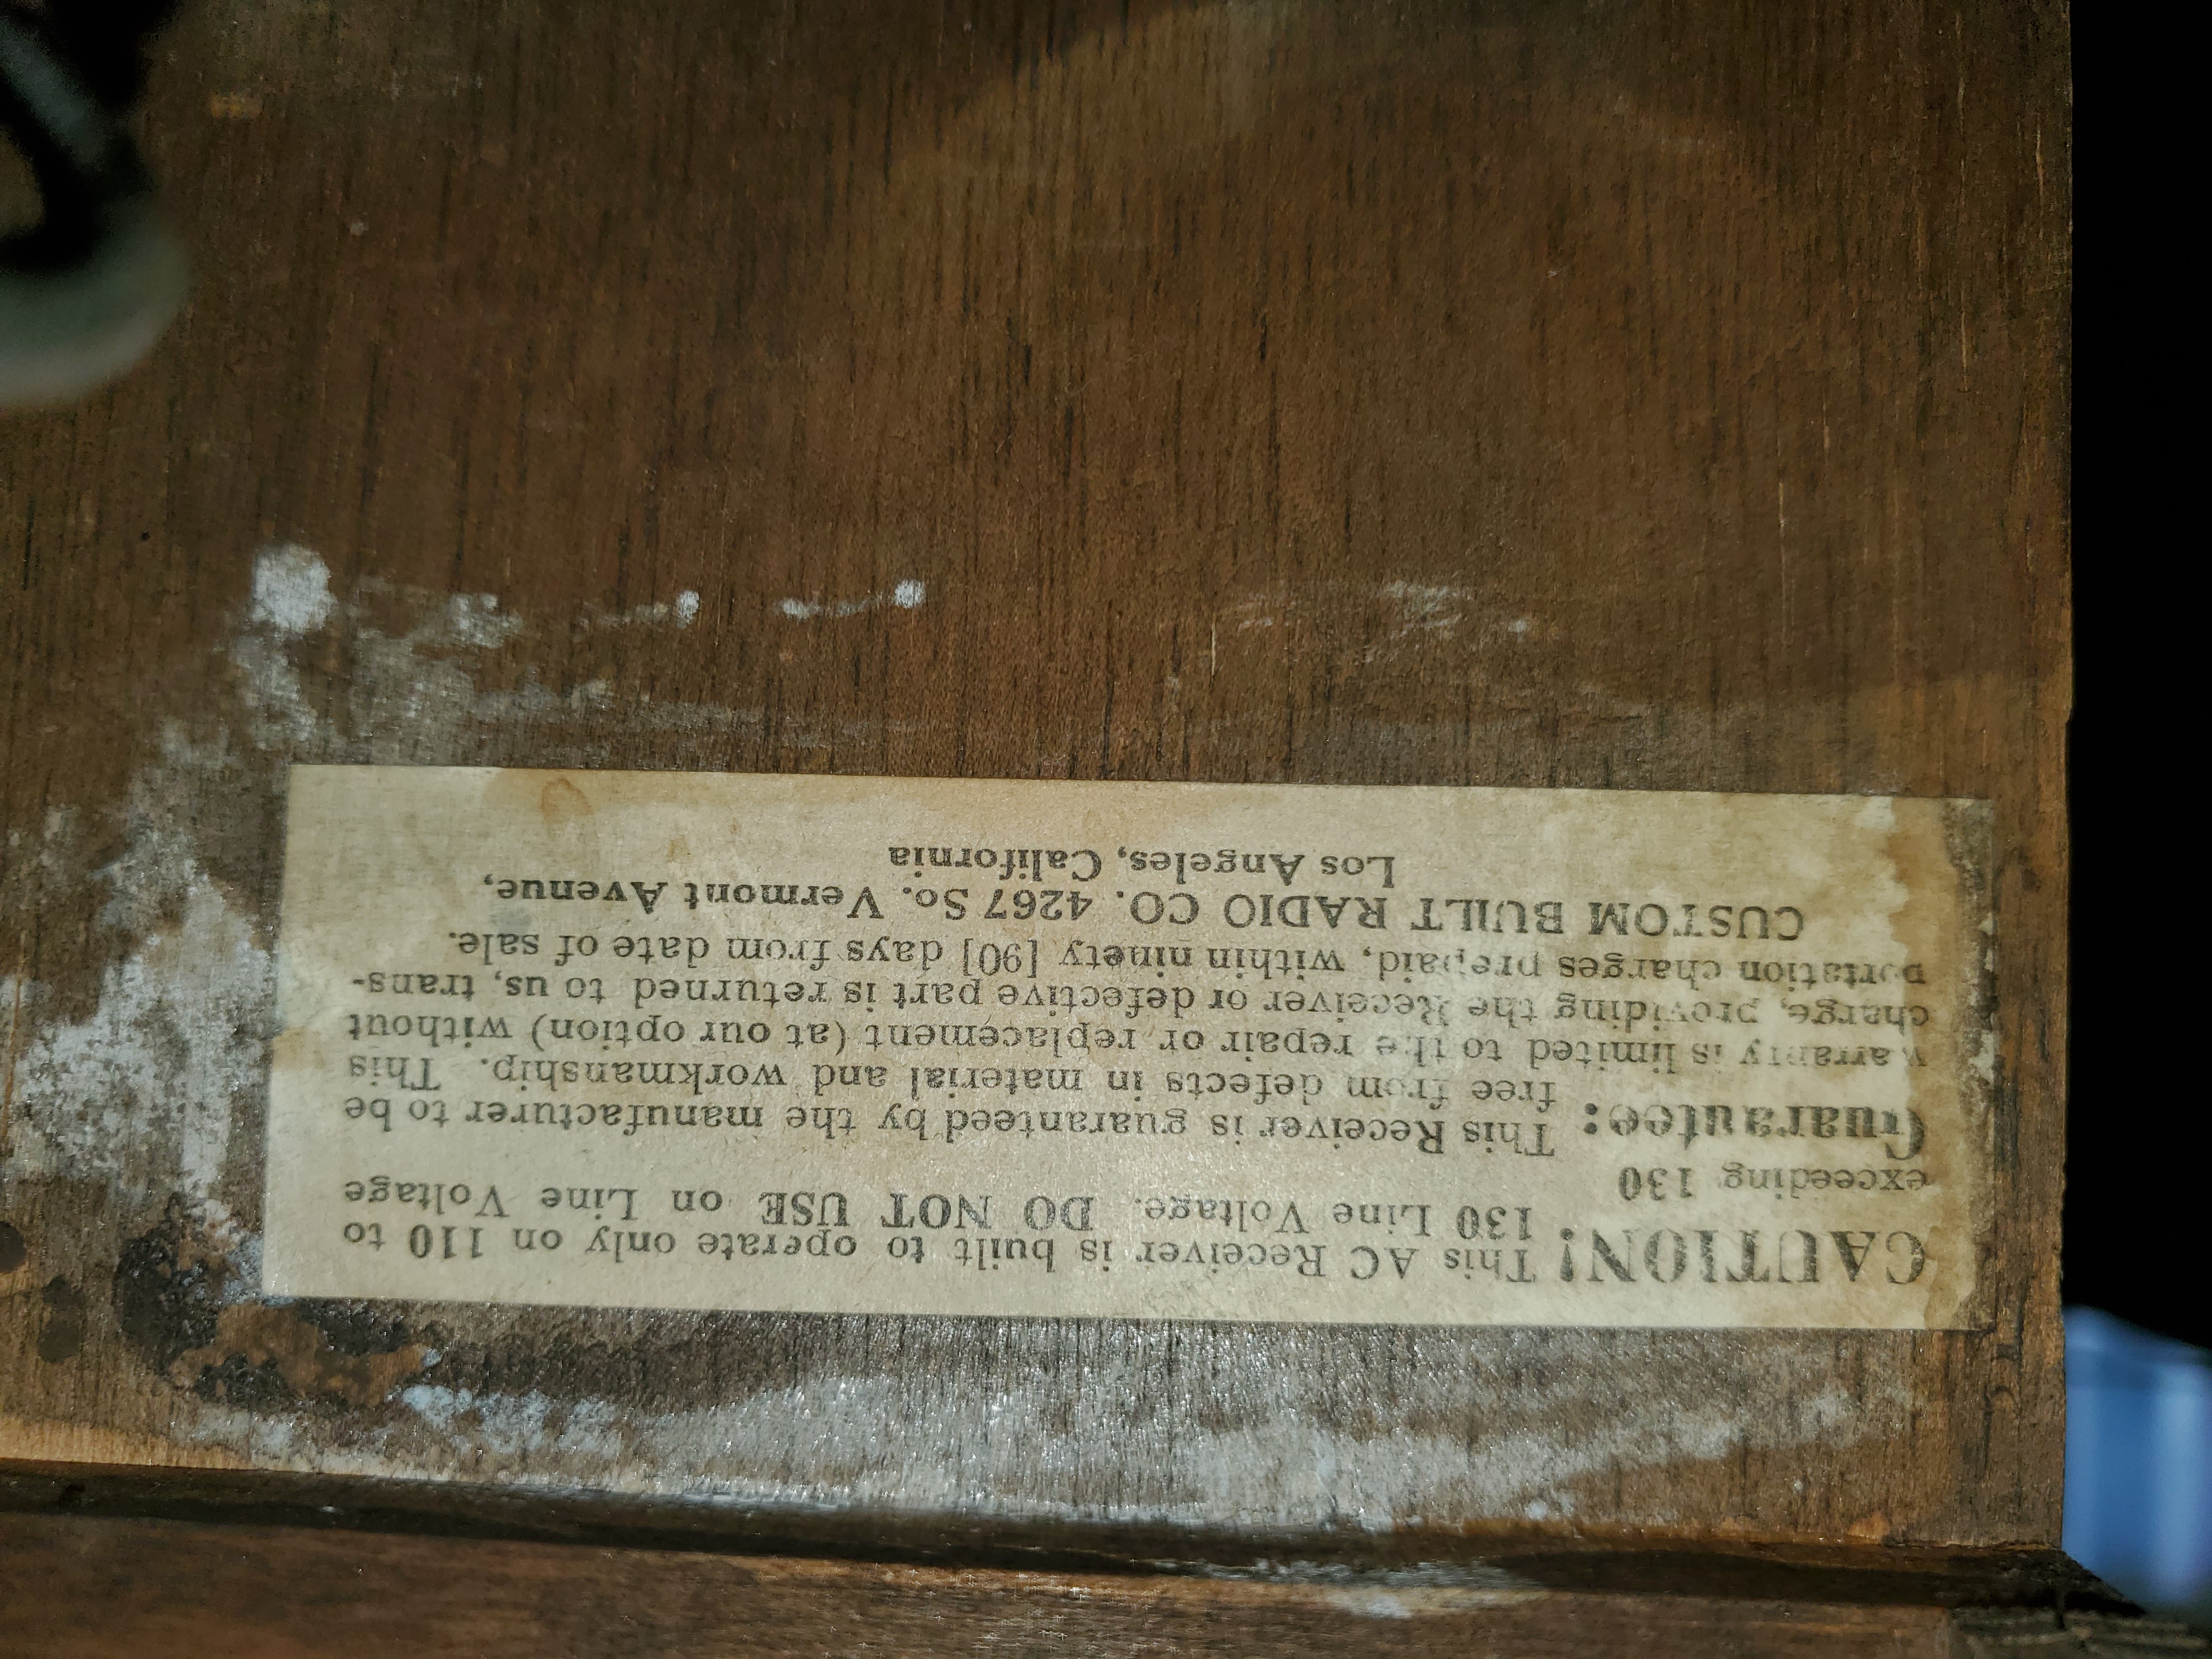 CAUTION! This AC Receiver is built to operate only on 110 to
130 Line Voltage. DO NOT USE on Line Voltage
exceeding 130
Guarautee: This Receiver is guaranteed by the manufacturer to be
free from defects in material and workmanship. This
warranty is limited to the repair or replacement (at our option) without
charge, providing the Receiver or defective part is returned to us, trans-
portation charges prepaid, within ninety [90] days from date of sale.
CUSTOM BUILT RADIO CO. 4267 So. Vermont Avenue,
Los Angeles, California